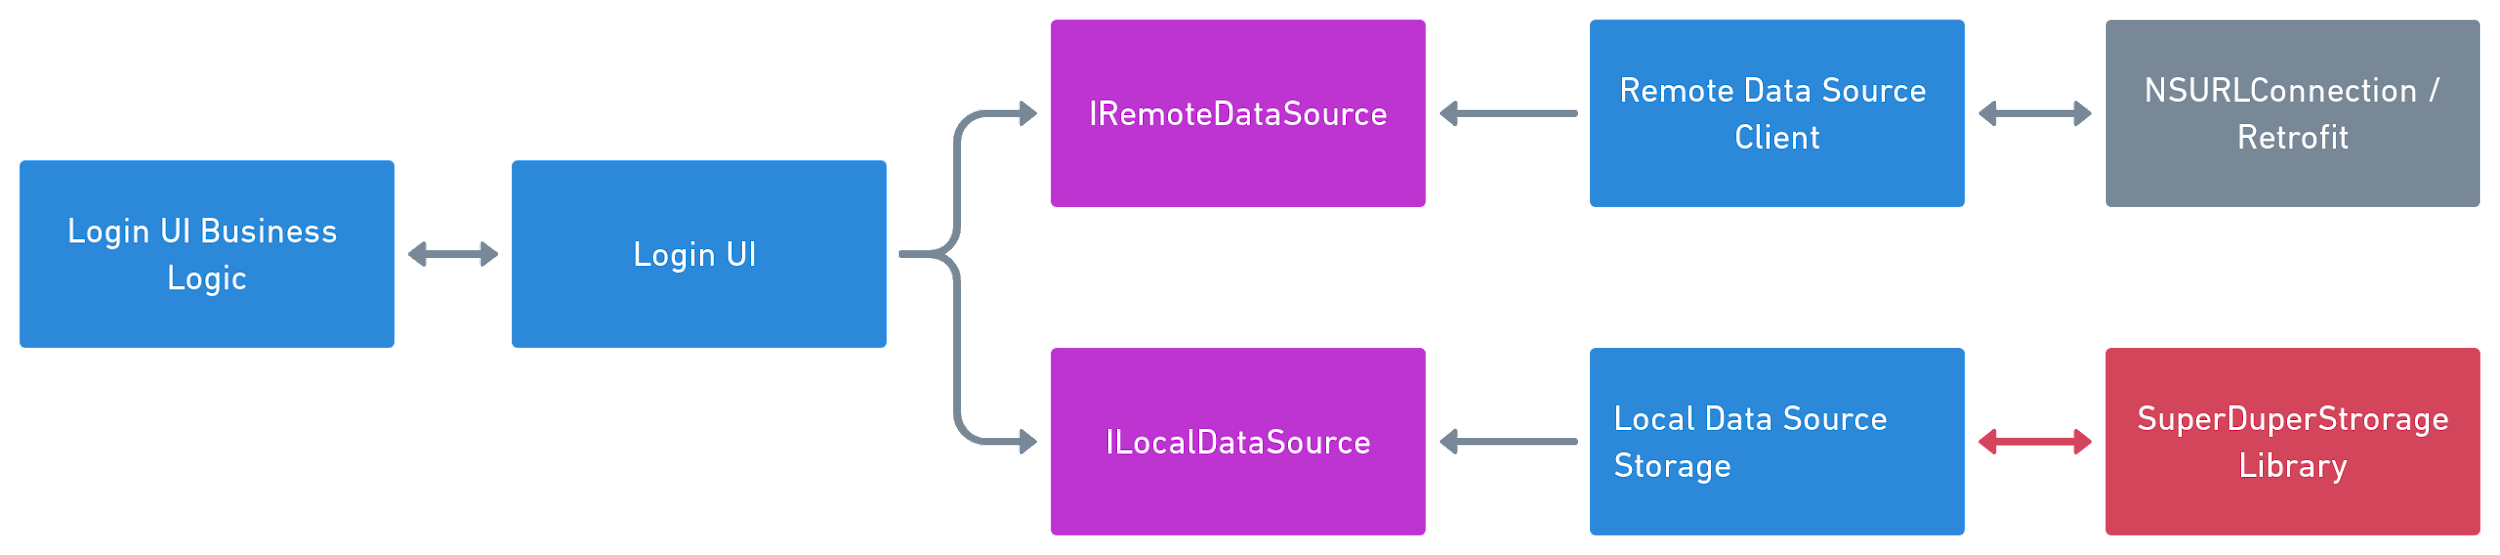 Login UI Business
Logic
Login UI
IRemoteDataSource
Remote Data Source
Client
NSURLConnection /
Retrofit
ILocalDataSource
Local Data Source
Storage
SuperDuperStrorage
Library